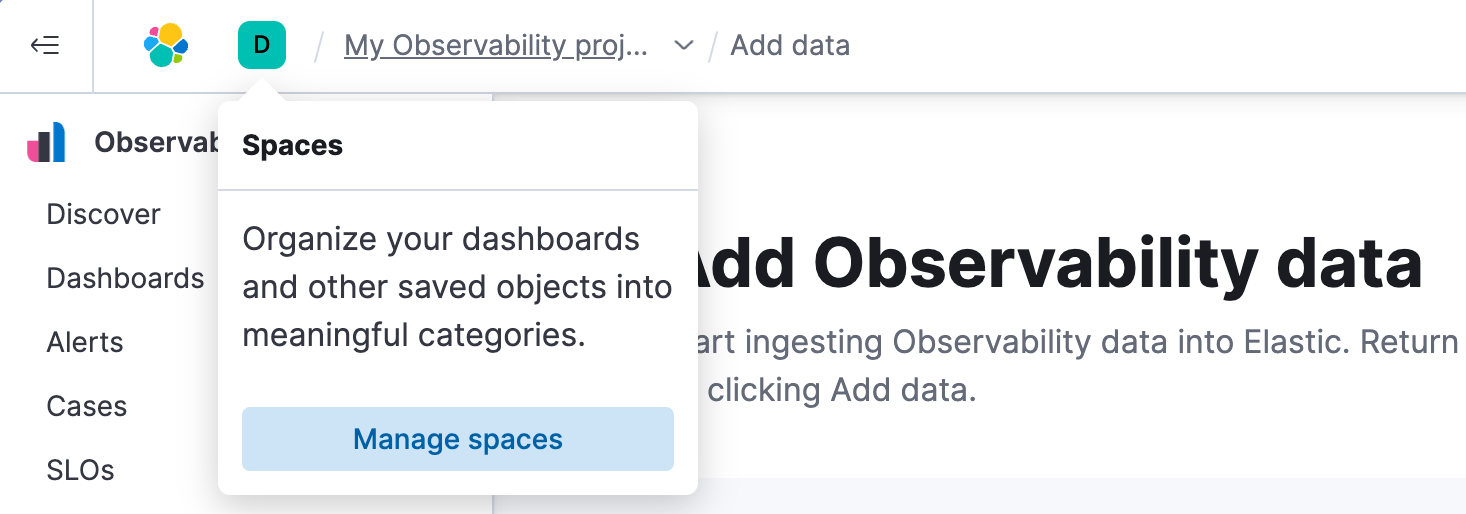 D / My Observability proj... / Add data
Observab
Spaces
Discover
Organize your dashboards
and other saved objects into
meaningful categories.
Dashboards
Alerts
Cases
SLOs
Manage spaces
Add Observability data
art ingesting Observability data into Elastic. Return
clicking Add data.